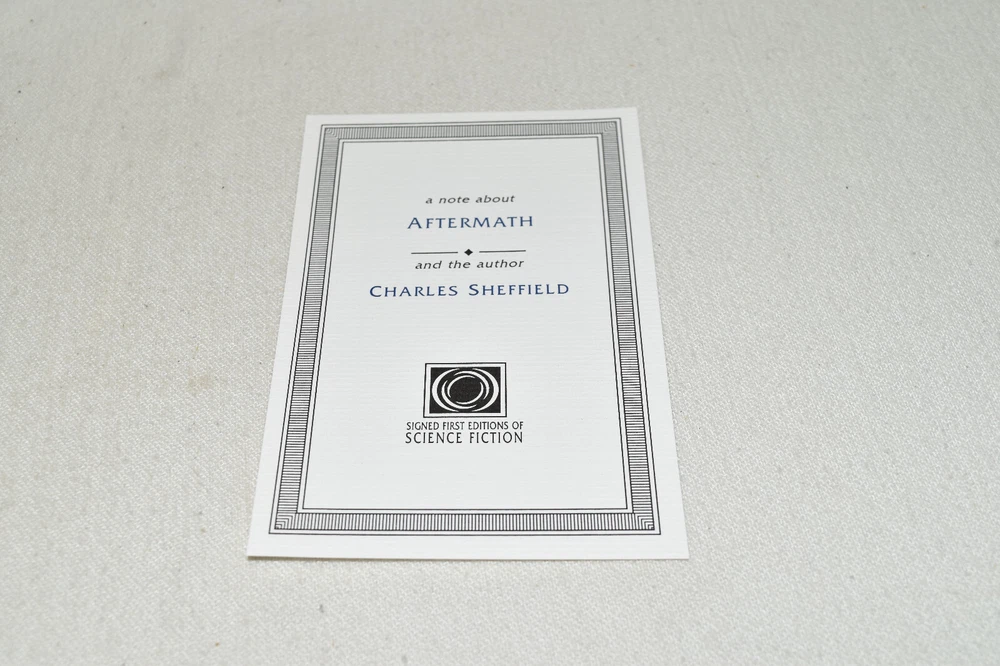 a note about
AFTERMATH
and the author
CHARLES SHEFFIELD
SIGNED FIRST EDITIONS OF
SCIENCE FICTION